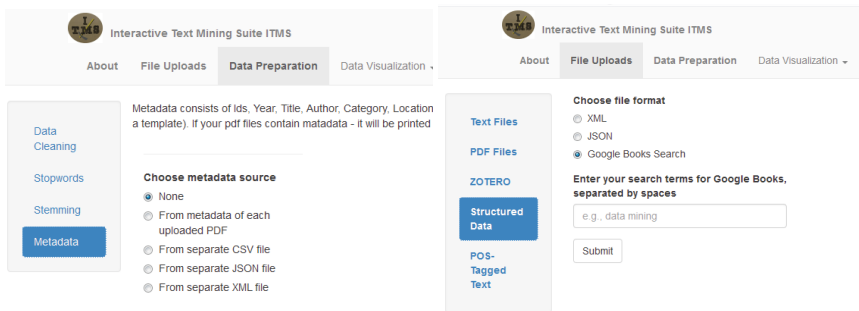 I
TMS
Interactive Text Mining Suite ITMS
About File Uploads Data Preparation Data Visualization
Data
Cleaning
Stopwords
Stemming
Metadata
Metadata consists of Ids, Year, Title, Author, Category, Location
a template). If your pdf files contain matadata - it will be printed
Choose metadata source
None
From metadata of each
uploaded PDF
From separate CSV file
From separate JSON file
From separate XML file
I
TMS
Interactive Text Mining Suite ITMS
About File Uploads Data Preparation Data Visualization
Text Files
PDF Files
ZOTERO
Structured
Data
POS-
Tagged
Text
Choose file format
XML
JSON
Google Books Search
Enter your search terms for Google Books,
separated by spaces
e.g., data mining
Submit